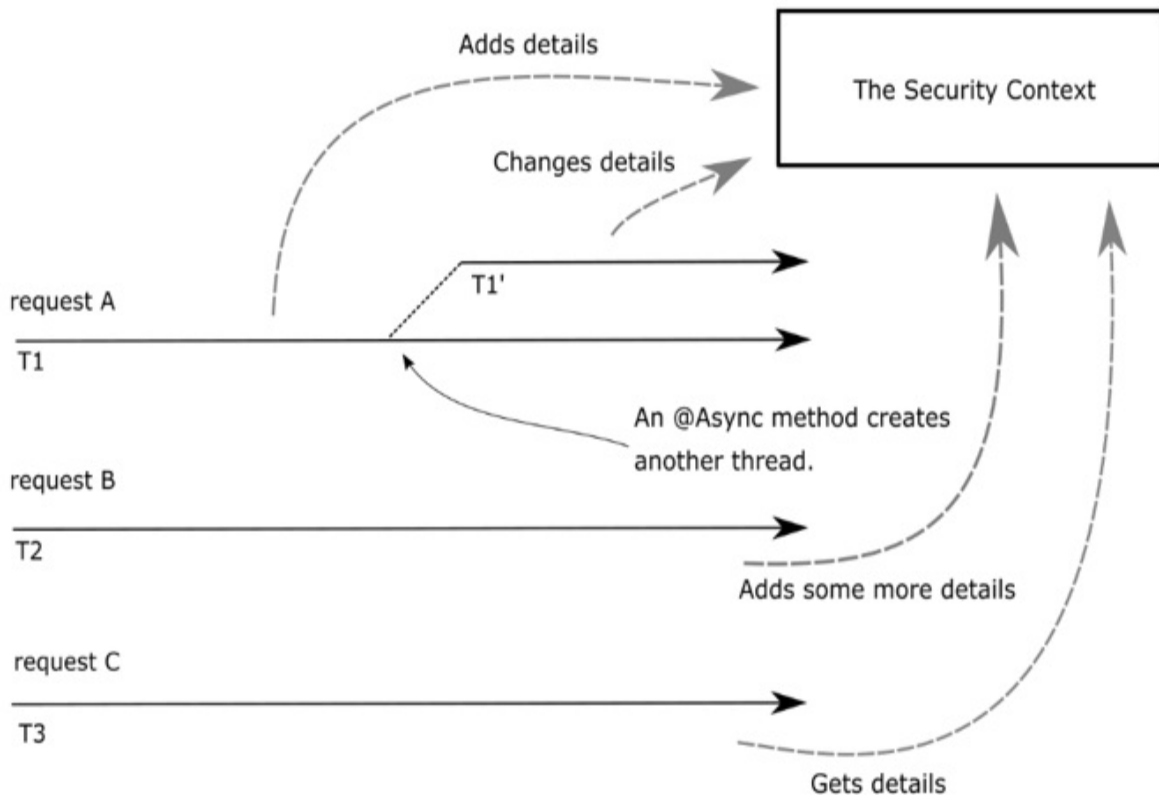 Adds details
The Security Context
Changes details
T1'
request A
T1
An @Async method creates
another thread.
request B
T2
Adds some more details
request C
T3
Gets details